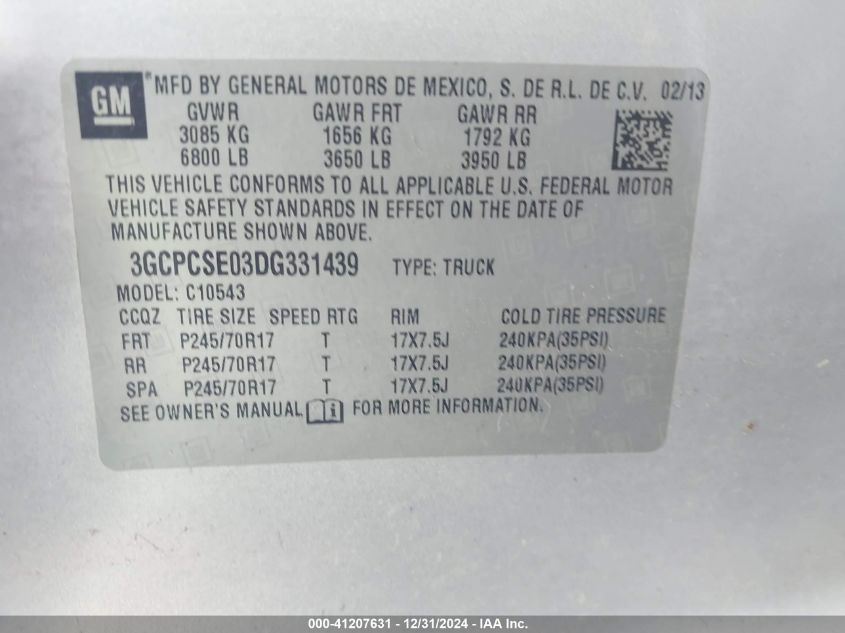 GM
MFD BY GENERAL MOTORS DE MEXICO, S. DE R.L. DE C.V. 02/13
GVWR GAWR FRT GAWR RR
3085 KG 1656 KG 1792 KG
6800 LB 3650 LB 3950 LB
THIS VEHICLE CONFORMS TO ALL APPLICABLE U.S. FEDERAL MOTOR
VEHICLE SAFETY STANDARDS IN EFFECT ON THE DATE OF
MANUFACTURE SHOWN ABOVE.
3GCPCSE03DG331439 TYPE: TRUCK
MODEL: C10543
CCQZ TIRE SIZE SPEED RTG RIM COLD TIRE PRESSURE
FRT P245/70R17 T 17X7.5J 240KPA(35PSI)
RR P245/70R17 T 17X7.5J 240KPA(35PSI)
SPA P245/70R17 T 17X7.5J 240KPA(35PSI)
SEE OWNER'S MANUAL i FOR MORE INFORMATION.
000-41207631 - 12/31/2024 - IAA Inc.